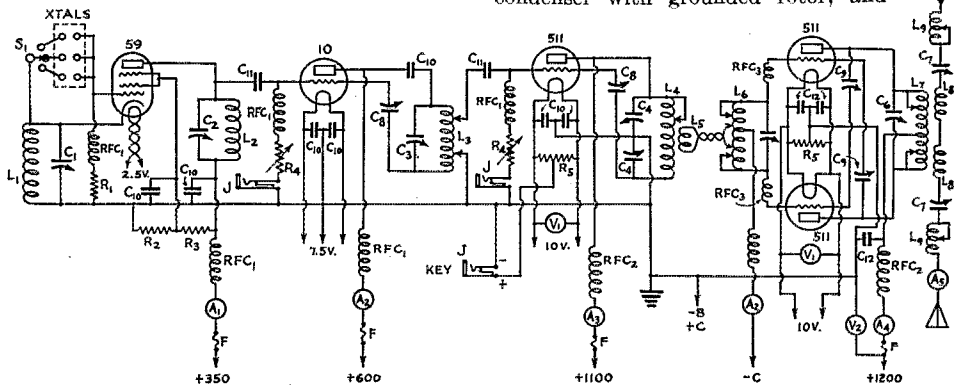 condenser with grounded rotor, and
XTALS
S1
59
10
511
511
L9
C7
L8
C11
C10
C11
C8
L4
RFC3
L6
C9
C6
L7
C2
L2
RFC1
C8
C3
L3
RFC1
C10
C4
L5
C12
L1
C1
RFC1
R1
2.5V.
R4
C10 C10
R4
R5
C4
R5
C9
L8
C10
C10
J
J
RFC3
C7
R2
R3
7.5V.
V1
10V.
511
L9
RFC1
RFC1
J
KEY
-
+
RFC2
V1
C12
RFC2
A5
A1
A2
A3
-B
+C
A2
10V.
V2
A4
F
F
F
F
+350
+600
+1100
-C
+1200